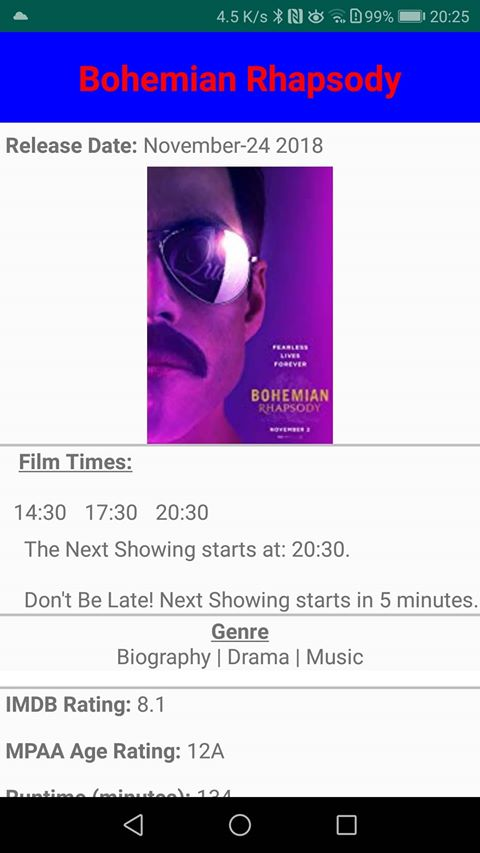 4.5 K/s 99% 20:25
Bohemian Rhapsody
Release Date: November-24 2018
FEARLESS
LIVES
FOREVER
BOHEMIAN
RHAPSODY
NOVEMBER 2
Film Times:
14:30 17:30 20:30
The Next Showing starts at: 20:30.
Don't Be Late! Next Showing starts in 5 minutes.
Genre
Biography | Drama | Music
IMDB Rating: 8.1
MPAA Age Rating: 12A
Runtime (minutes): 134